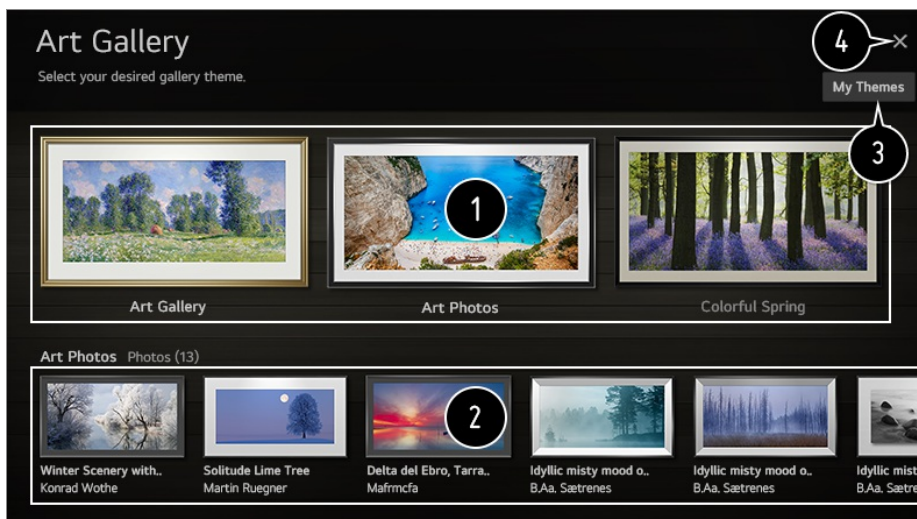 Art Gallery
4
Select your desired gallery theme.
My Themes
3
1
Art Gallery
Art Photos
Colorful Spring
Art Photos Photos (13)
2
Winter Scenery with..
Konrad Wothe
Solitude Lime Tree
Martin Ruegner
Delta del Ebro, Tarra..
Mafrmcfa
Idyllic misty mood o..
B.Aa. Sætrenes
Idyllic misty mood o..
B.Aa. Sætrenes
Idyllic mist
B.Aa. Sætre